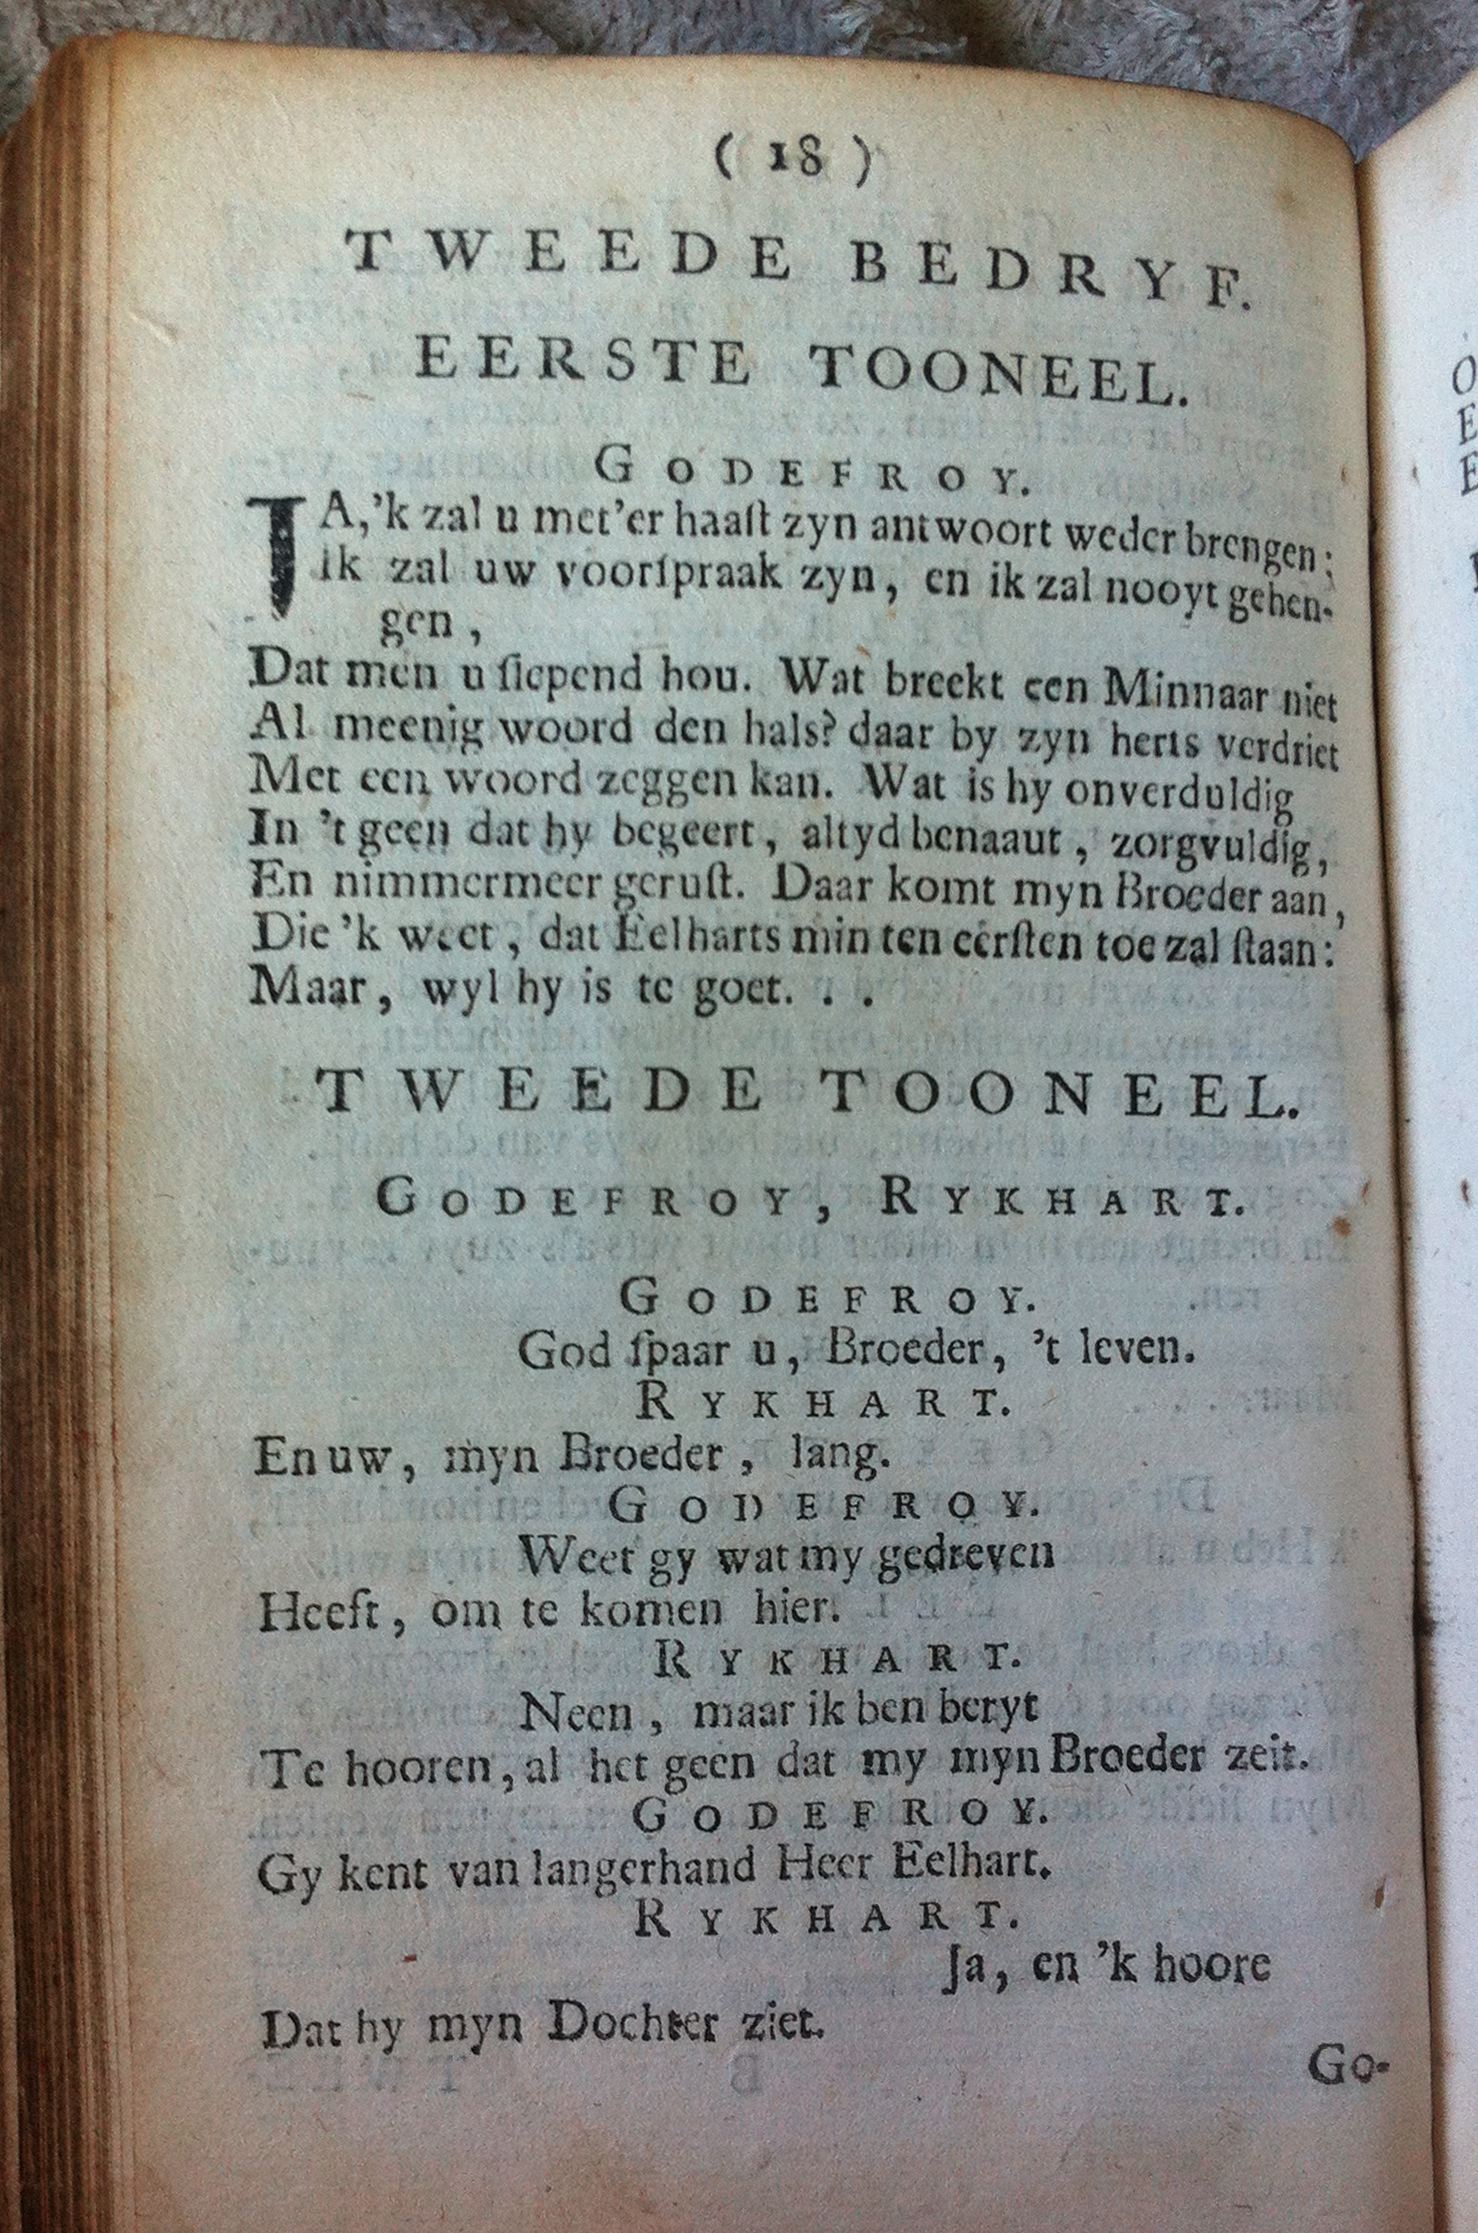 ( 18 )
TWEEDE BEDRYF.
EERSTE TOONEEL.
GODEFROY.
JA, 'k zal u met'er haaſt zyn antwoort weder brengen;
Ik zal uw voorſpraak zyn, en ik zal nooyt gehen-
gen,
Dat men u ſlepend hou. Wat breekt een Minnaar niet
Al meenig woord den hals? daar by zyn herts verdriet
Met een woord zeggen kan. Wat is hy onverduldig
In 't geen dat hy begeert, altyd benaaut, zorgvuldig,
En nimmermeer geruſt. Daar komt myn Broeder aan,
Die 'k weet, dat Eelharts min ten eerſten toe zal ſtaan:
Maar, wyl hy is te goet. . .
TWEEDE TOONEEL.
GODEFROY, RYKHART.
GODEFROY.
God ſpaar u, Broeder, 't leven.
RYKHART.
En uw, myn Broeder, lang.
GODEFROY.
Weet gy wat my gedreven
Heeft, om te komen hier.
RYKHART.
Neen, maar ik ben beryt
Te hooren, al het geen dat my myn Broeder zeit.
GODEFROY.
Gy kent van langerhand Heer Eelhart.
RYKHART.
Ja, en 'k hoore
Dat hy myn Dochter ziet.
Go-